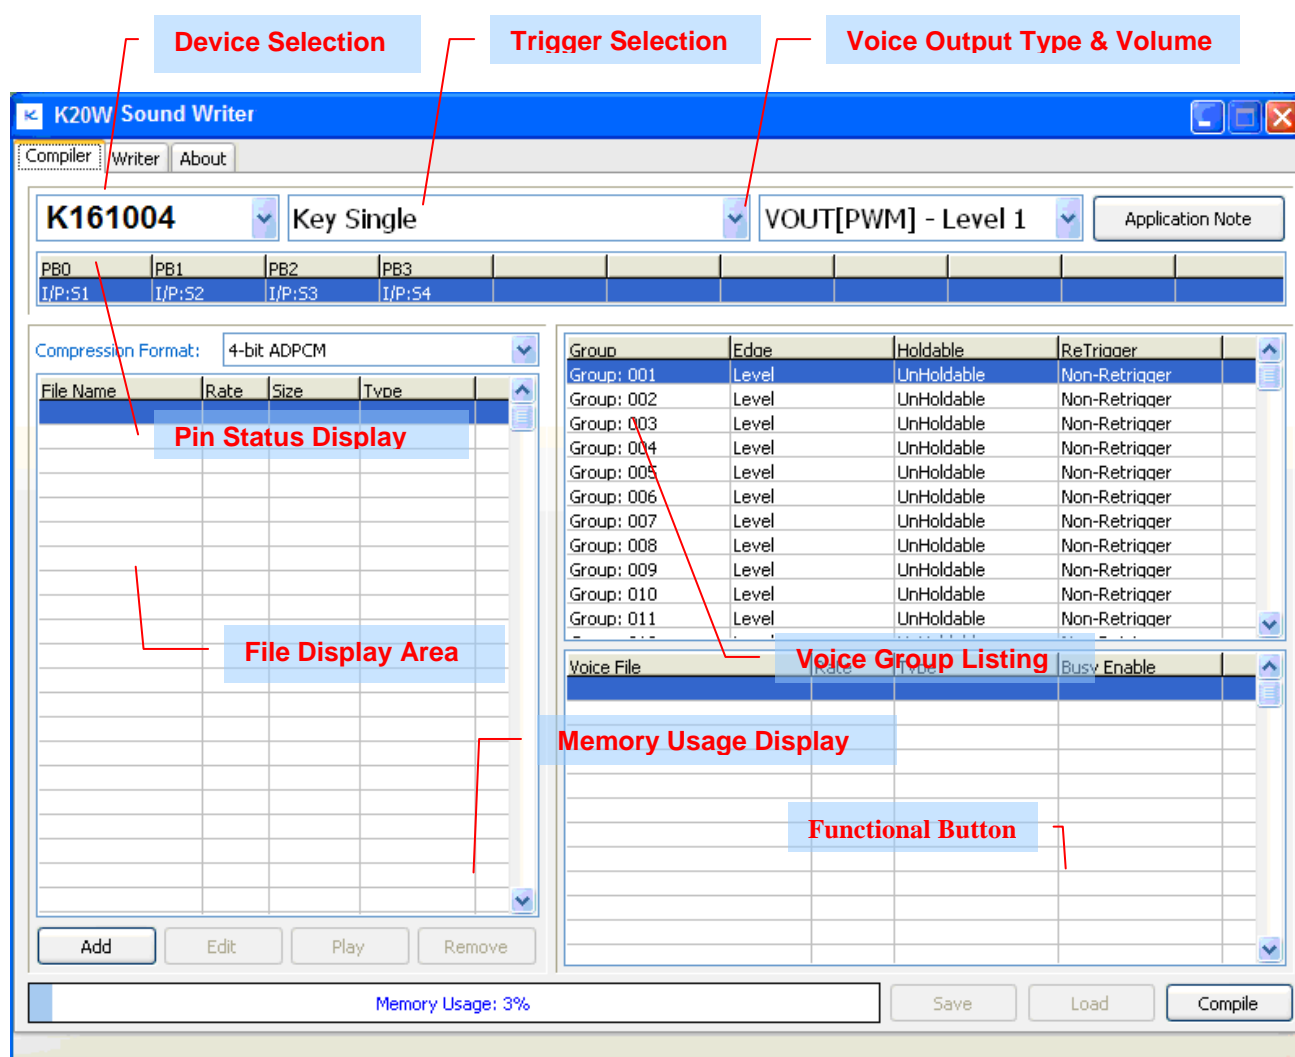 Device Selection Trigger Selection Voice Output Type & Volume
K20W Sound Writer
Compiler Writer About
K161004 Key Single VOUT[PWM] - Level 1 Application Note
PB0 PB1 PB2 PB3
I/P:S1 I/P:S2 I/P:S3 I/P:S4
Compression Format: 4-bit ADPCM
File Name Rate Size Type
Pin Status Display
File Display Area
Group Edge Holdable ReTrigger
Group: 001 Level UnHoldable Non-Retrigger
Group: 002 Level UnHoldable Non-Retrigger
Group: 003 Level UnHoldable Non-Retrigger
Group: 004 Level UnHoldable Non-Retrigger
Group: 005 Level UnHoldable Non-Retrigger
Group: 006 Level UnHoldable Non-Retrigger
Group: 007 Level UnHoldable Non-Retrigger
Group: 008 Level UnHoldable Non-Retrigger
Group: 009 Level UnHoldable Non-Retrigger
Group: 010 Level UnHoldable Non-Retrigger
Group: 011 Level UnHoldable Non-Retrigger
Voice Group Listing
Voice File Rate Type Busy Enable
Memory Usage Display
Functional Button
Add Edit Play Remove
Memory Usage: 3% Save Load Compile